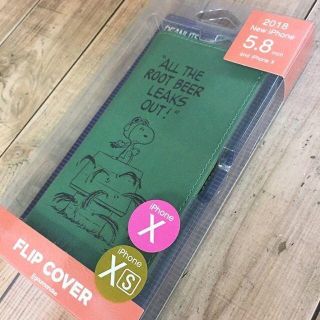 PEANUTS
2018
New iPhone
5.8 inch
and iPhone X
"ALL THE
ROOT BEER
LEAKS
OUT!"
iPhone
X
iPhone
XS
FLIP COVER